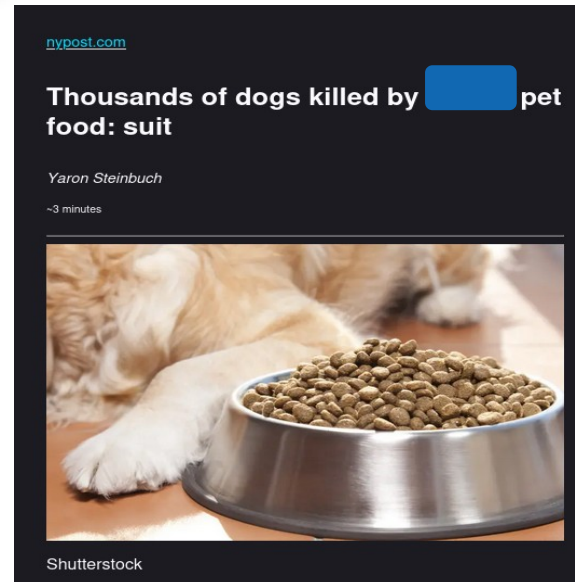 nypost.com
Thousands of dogs killed by pet
food: suit
Yaron Steinbuch
~3 minutes
Shutterstock